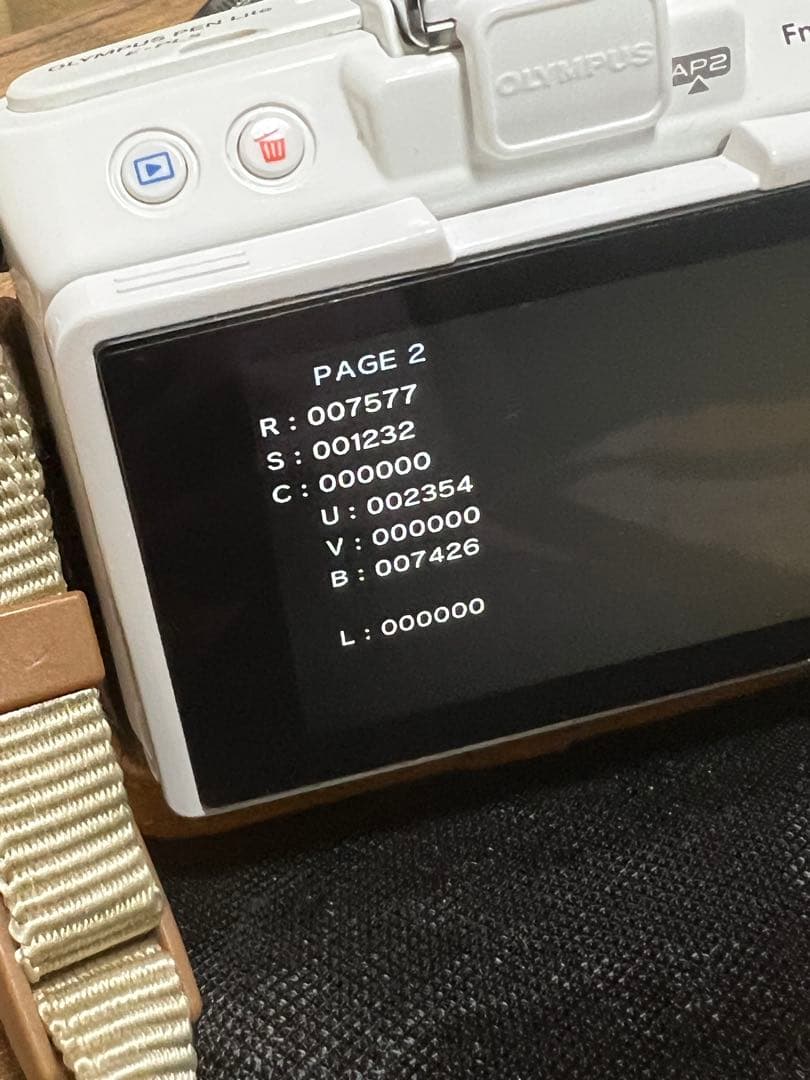 OLYMPUS PEN Lite
OLYMPUS
AP2
PAGE 2
R : 007577
S : 001232
C : 000000
U : 002354
V : 000000
B : 007426
L : 000000